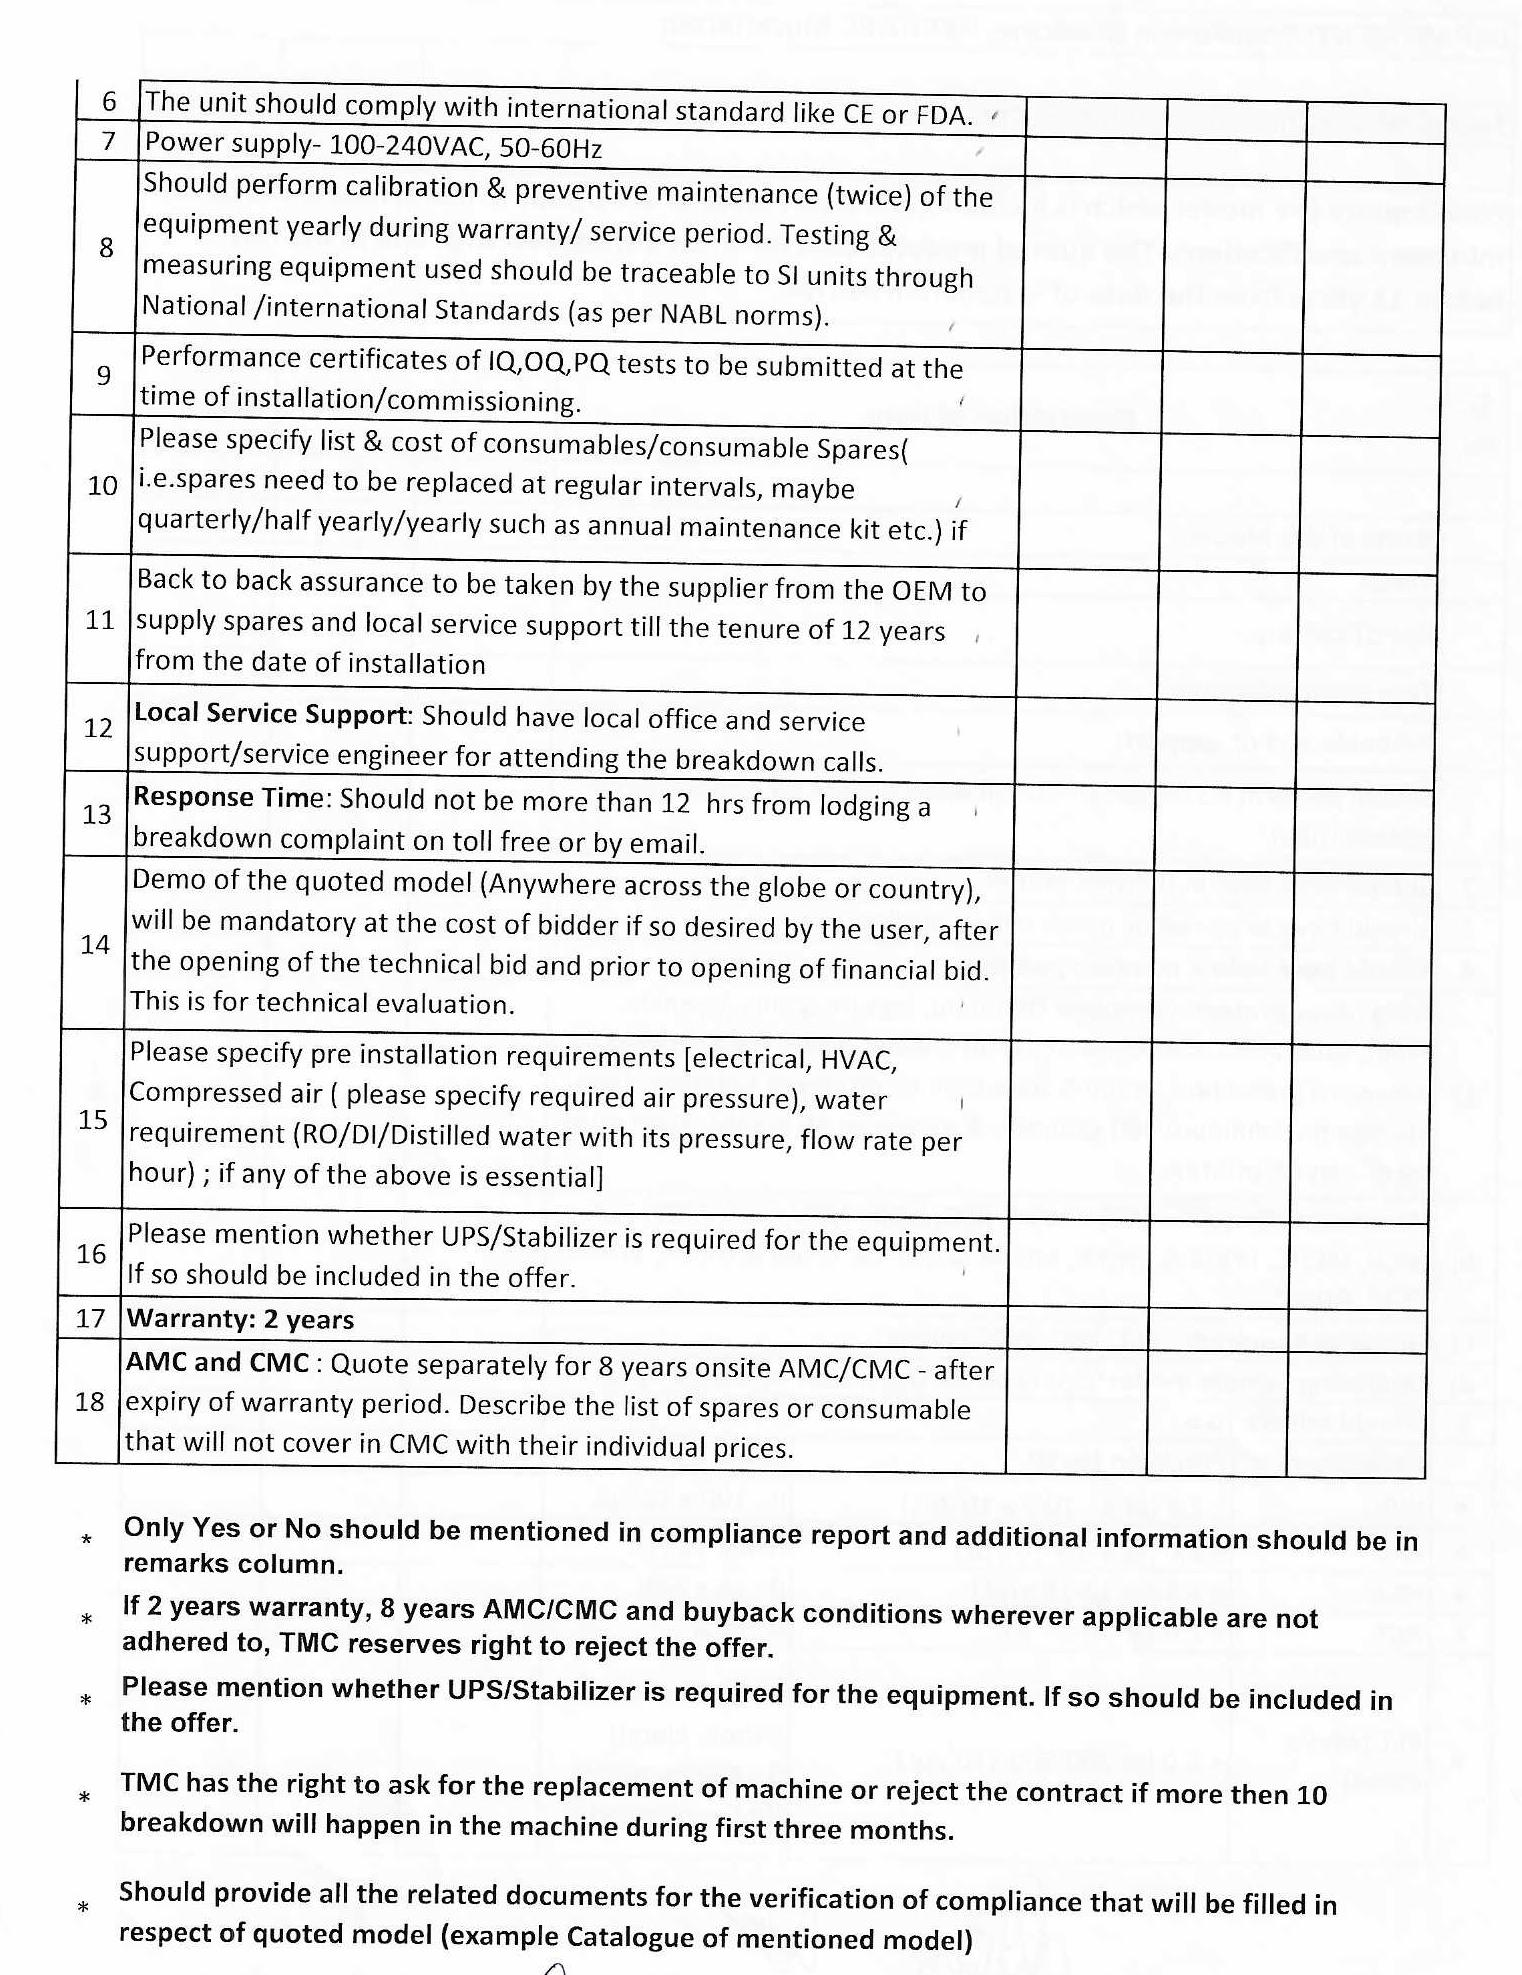 6 The unit should comply with international standard like CE or FDA.
7 Power supply- 100-240VAC, 50-60Hz
Should perform calibration & preventive maintenance (twice) of the
equipment yearly during warranty/ service period. Testing &
8
measuring equipment used should be traceable to SI units through
National /international Standards (as per NABL norms).
Performance certificates of IQ,OQ,PQ tests to be submitted at the
9
time of installation/commissioning.
Please specify list & cost of consumables/consumable Spares(
10 i.e.spares need to be replaced at regular intervals, maybe
quarterly/half yearly/yearly such as annual maintenance kit etc.) if
Back to back assurance to be taken by the supplier from the OEM to
11 supply spares and local service support till the tenure of 12 years
from the date of installation
12 Local Service Support: Should have local office and service
support/service engineer for attending the breakdown calls.
13 Response Time: Should not be more than 12 hrs from lodging a
breakdown complaint on toll free or by email.
Demo of the quoted model (Anywhere across the globe or country),
will be mandatory at the cost of bidder if so desired by the user, after
14
the opening of the technical bid and prior to opening of financial bid.
This is for technical evaluation.
Please specify pre installation requirements [electrical, HVAC,
Compressed air ( please specify required air pressure), water
15
requirement (RO/DI/Distilled water with its pressure, flow rate per
hour) ; if any of the above is essential]
16 Please mention whether UPS/Stabilizer is required for the equipment.
If so should be included in the offer.
17 Warranty: 2 years
AMC and CMC : Quote separately for 8 years onsite AMC/CMC - after
18 expiry of warranty period. Describe the list of spares or consumable
that will not cover in CMC with their individual prices.
* Only Yes or No should be mentioned in compliance report and additional information should be in
remarks column.
* If 2 years warranty, 8 years AMC/CMC and buyback conditions wherever applicable are not
adhered to, TMC reserves right to reject the offer.
* Please mention whether UPS/Stabilizer is required for the equipment. If so should be included in
the offer.
* TMC has the right to ask for the replacement of machine or reject the contract if more then 10
breakdown will happen in the machine during first three months.
* Should provide all the related documents for the verification of compliance that will be filled in
respect of quoted model (example Catalogue of mentioned model)